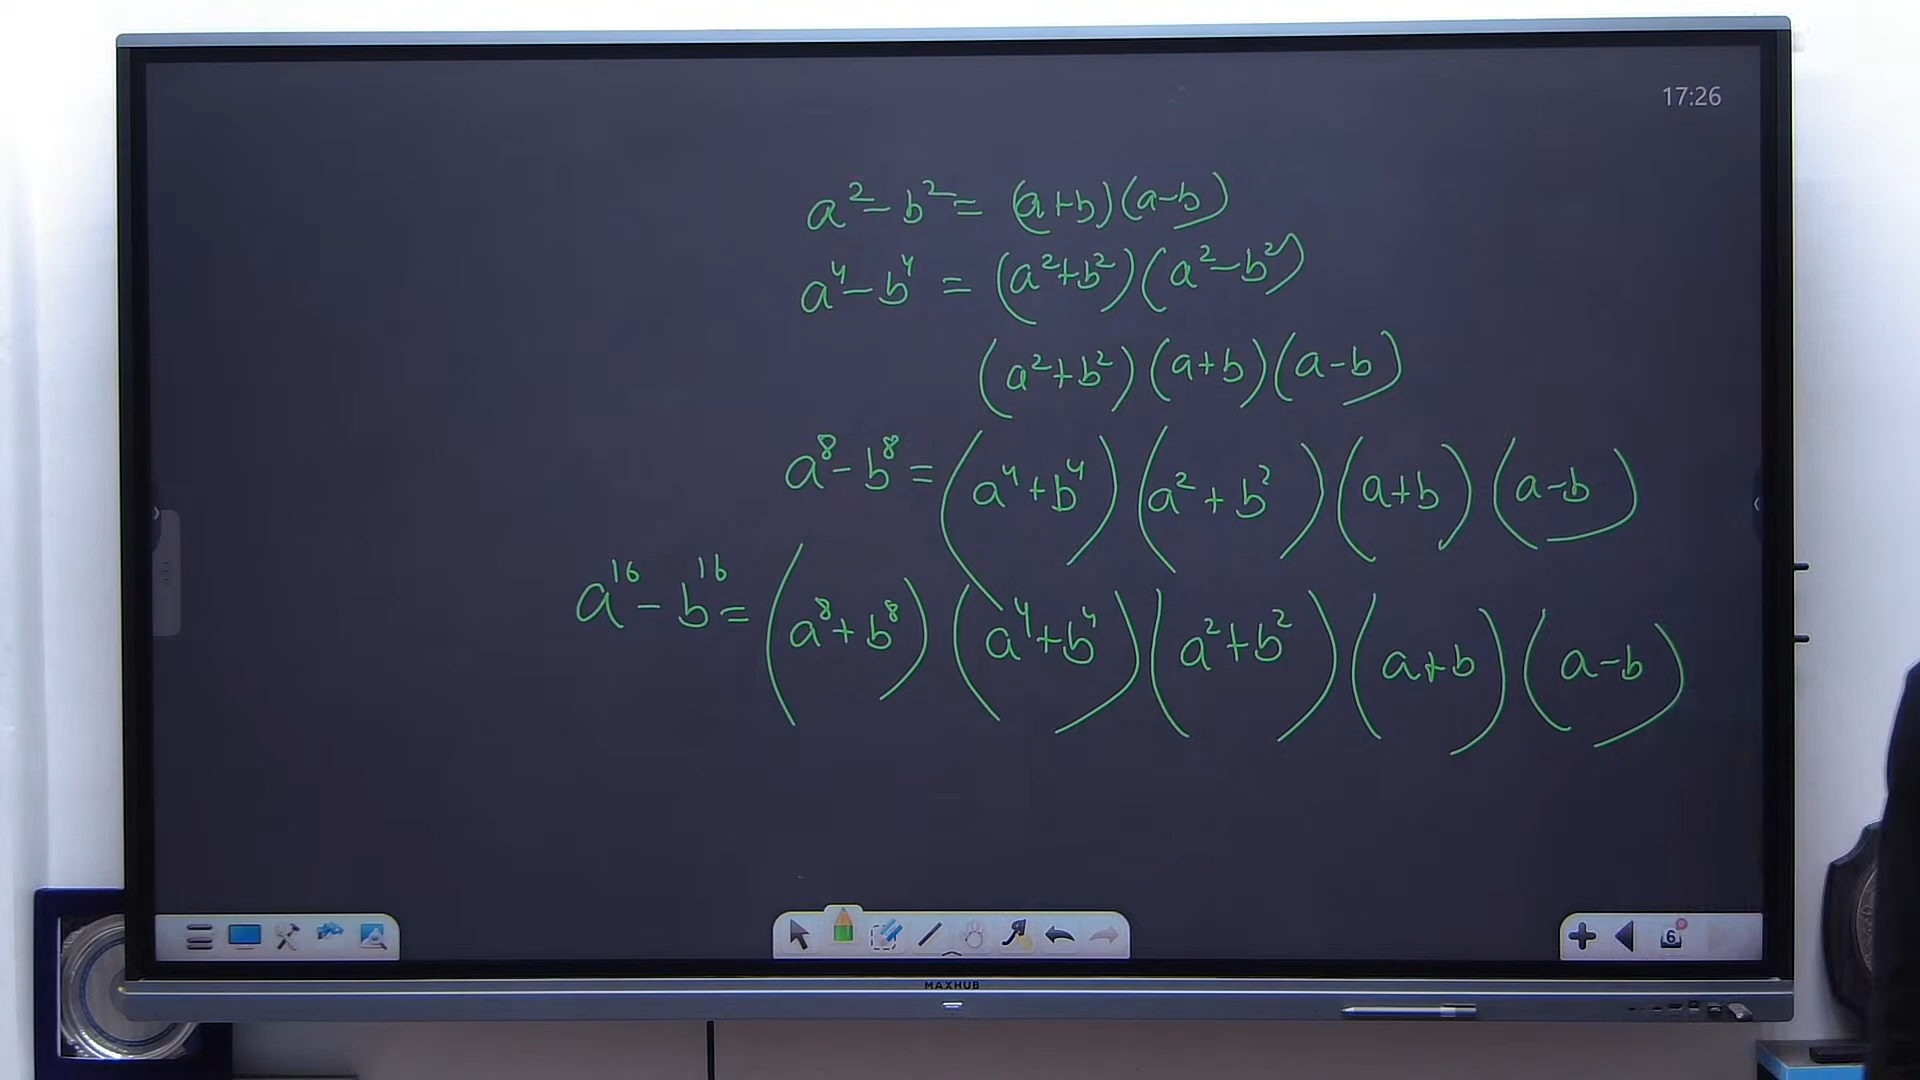 17:26
a² - b² = (a+b)(a-b)
a⁴ - b⁴ = (a²+b²)(a²-b²)
(a²+b²)(a+b)(a-b)
a⁸ - b⁸ = (a⁴+b⁴)(a²+b²)(a+b)(a-b)
a¹⁶ - b¹⁶ = (a⁸+b⁸)(a⁴+b⁴)(a²+b²)(a+b)(a-b)
6
MAXHUB